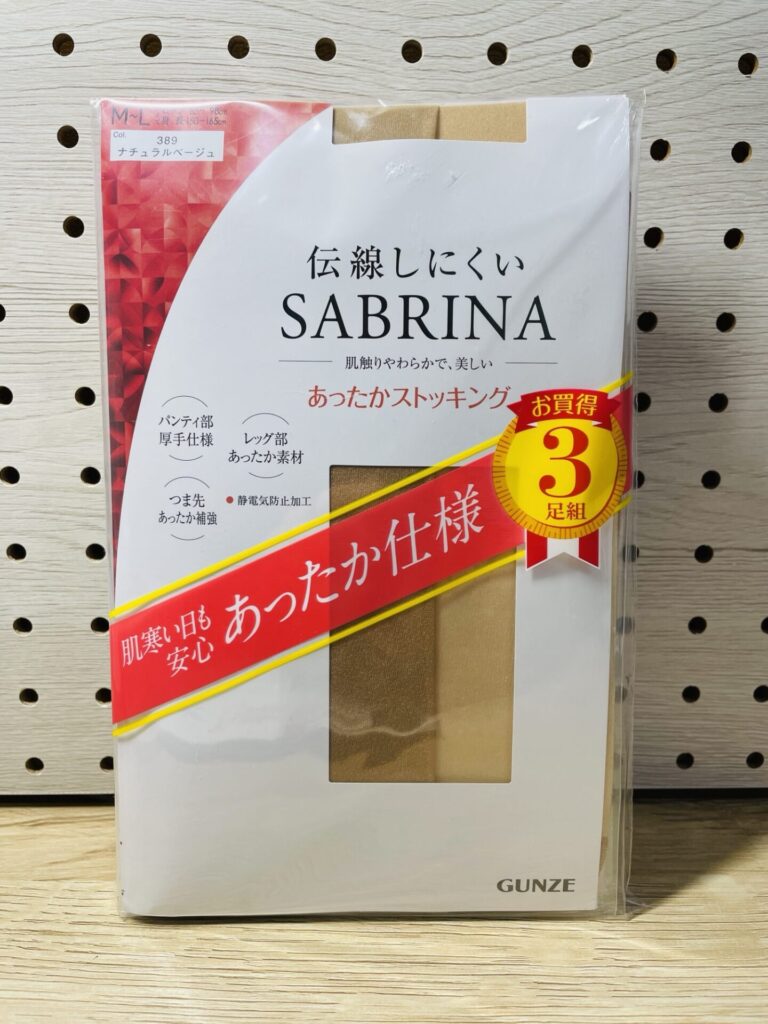 M~L
98cm
165cm
Col.
389
ナチュラルベージュ
伝線しにくい
SABRINA
肌触りやわらかで、美しい
あったかストッキング
お買得
3
足組
パンティ部
厚手仕様
レッグ部
あったか素材
つま先
あったか補強
● 静電気防止加工
肌寒い日も
安心
あったか仕様
GUNZE